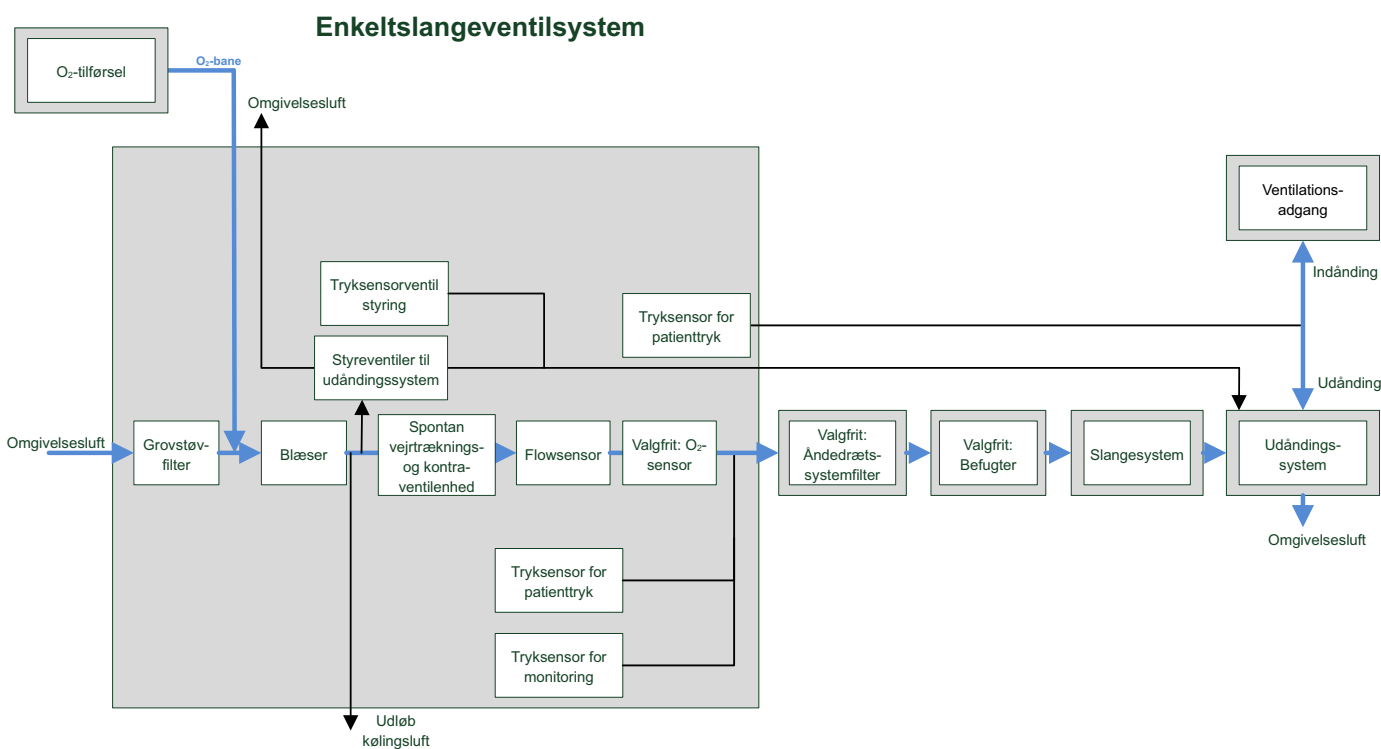 Enkeltslangeventilsystem
O₂-tilførsel
O₂-bane
Omgivelsesluft
Ventilations-
adgang
Indånding
Tryksensorventil
styring
Tryksensor for
patienttryk
Styreventiler til
udåndingssystem
Udånding
Omgivelsesluft
Grovstøv-
filter
Blæser
Spontan
vejrtræknings-
og kontra-
ventilenhed
Flowsensor
Valgfrit: O₂-
sensor
Valgfrit:
Åndedræts-
systemfilter
Valgfrit:
Befugter
Slangesystem
Udåndings-
system
Omgivelsesluft
Tryksensor for
patienttryk
Tryksensor for
monitoring
Udløb
kølingsluft